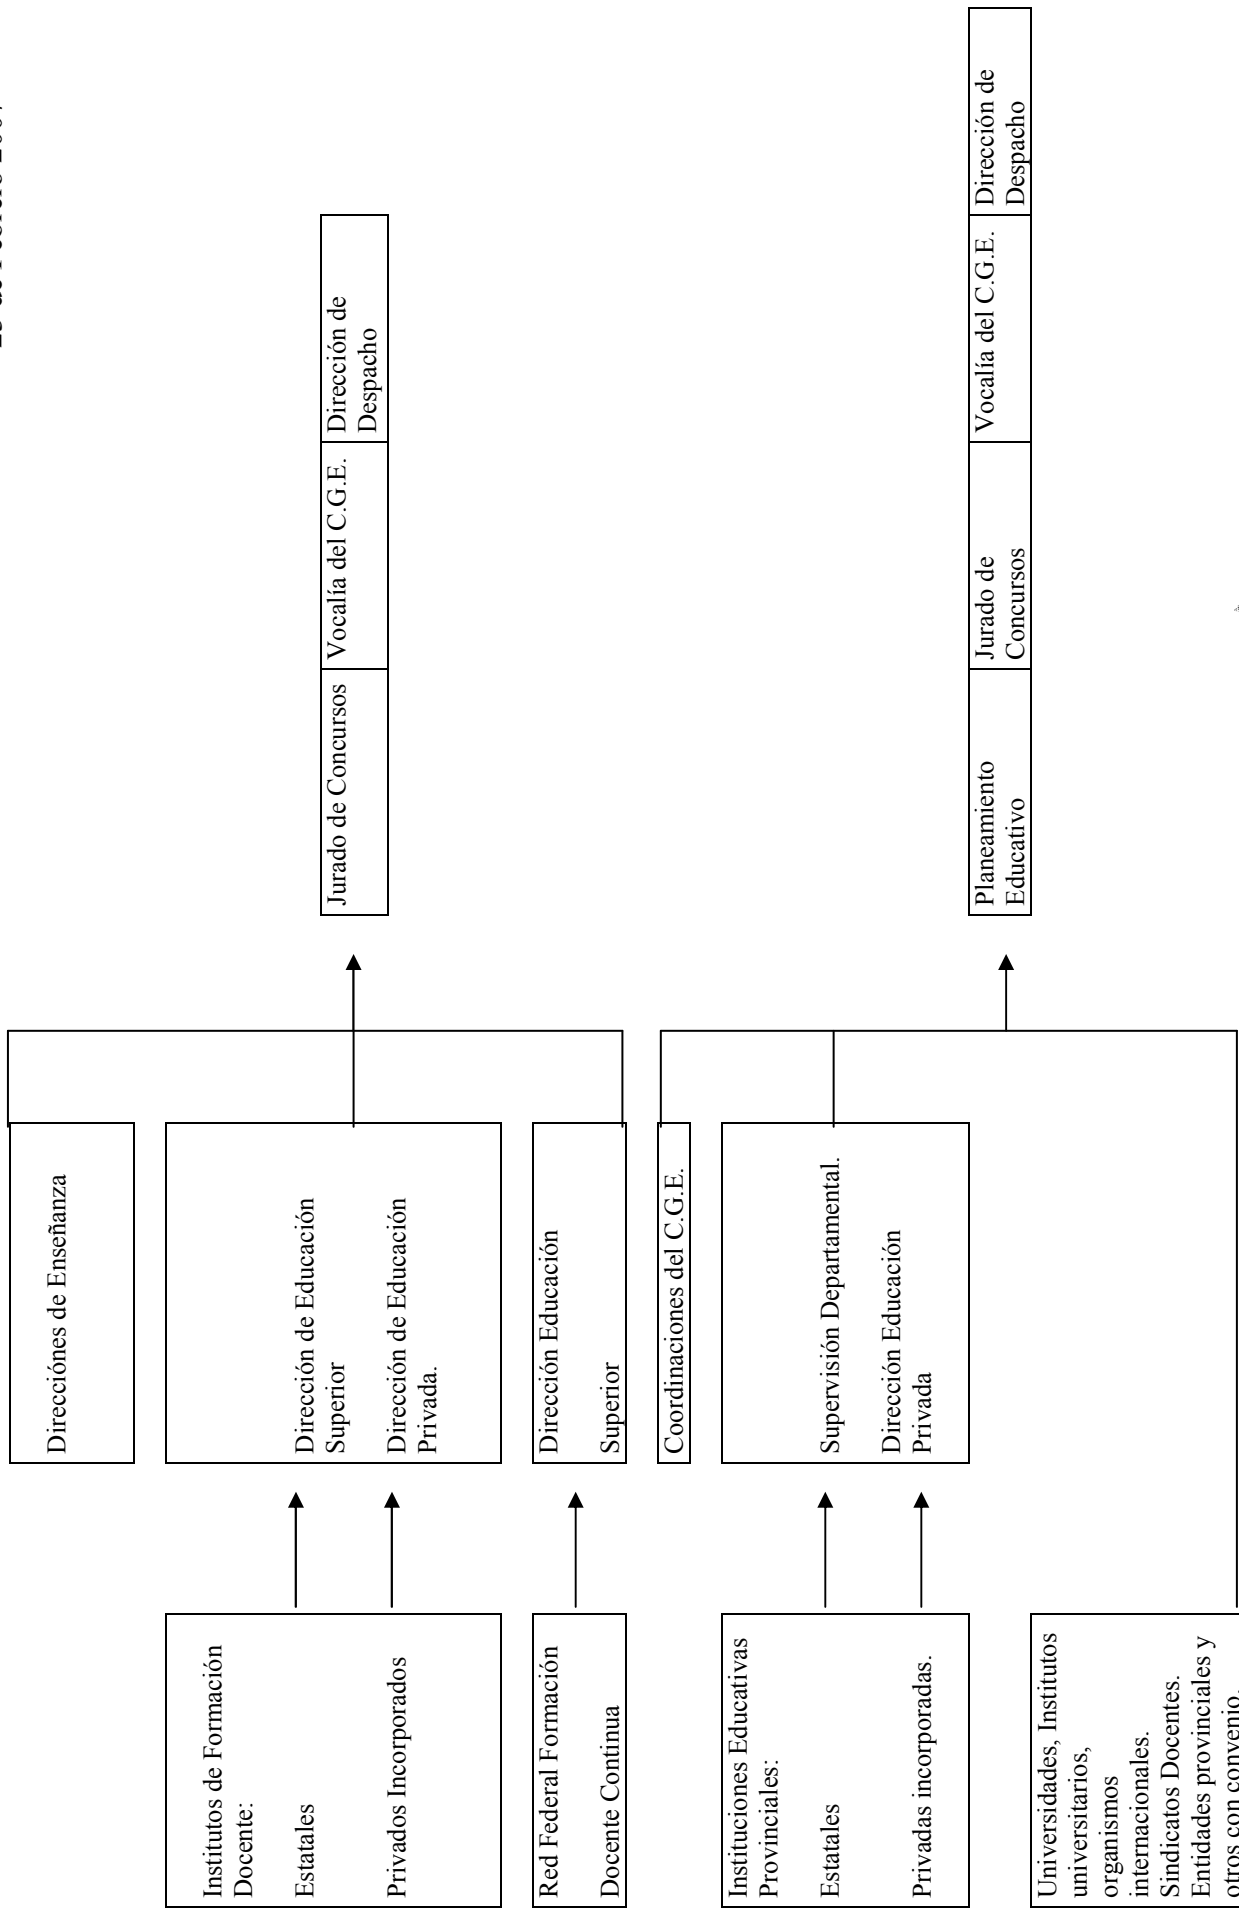 Direcciónes de Enseñanza
Institutos de Formación
Docente:
Estatales
Privados Incorporados
Dirección de Educación
Superior
Dirección de Educación
Privada.
Jurado de Concursos
Vocalía del C.G.E.
Dirección de
Despacho
Red Federal Formación
Docente Continua
Dirección Educación
Superior
Coordinaciones del C.G.E.
Instituciones Educativas
Provinciales:
Estatales
Privadas incorporadas.
Supervisión Departamental.
Dirección Educación
Privada
Planeamiento
Educativo
Jurado de
Concursos
Vocalía del C.G.E.
Dirección de
Despacho
Universidades, Institutos
universitarios,
organismos
internacionales.
Sindicatos Docentes.
Entidades provinciales y
otros con convenio.